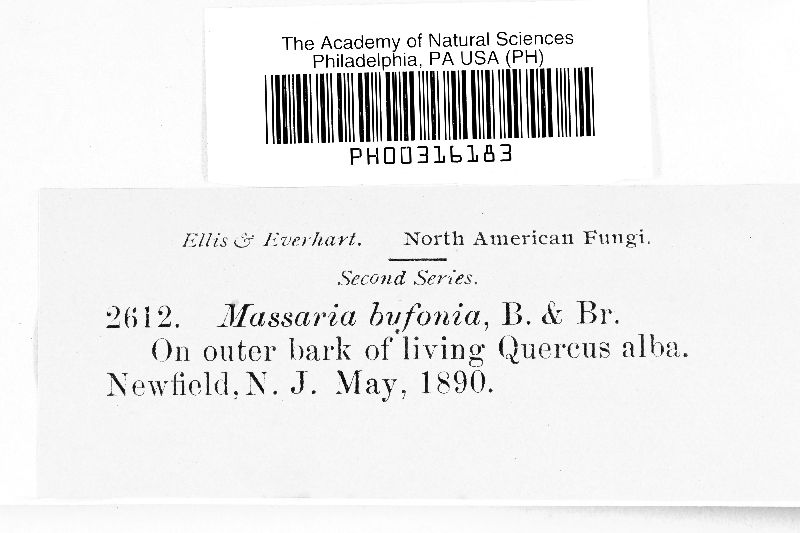 The Academy of Natural Sciences
Philadelphia, PA USA (PH)
PH00316183
Ellis & Everhart. North American Fungi.
Second Series.
2612. Massaria bufonia, B. & Br.
On outer bark of living Quercus alba.
Newfield, N. J. May, 1890.